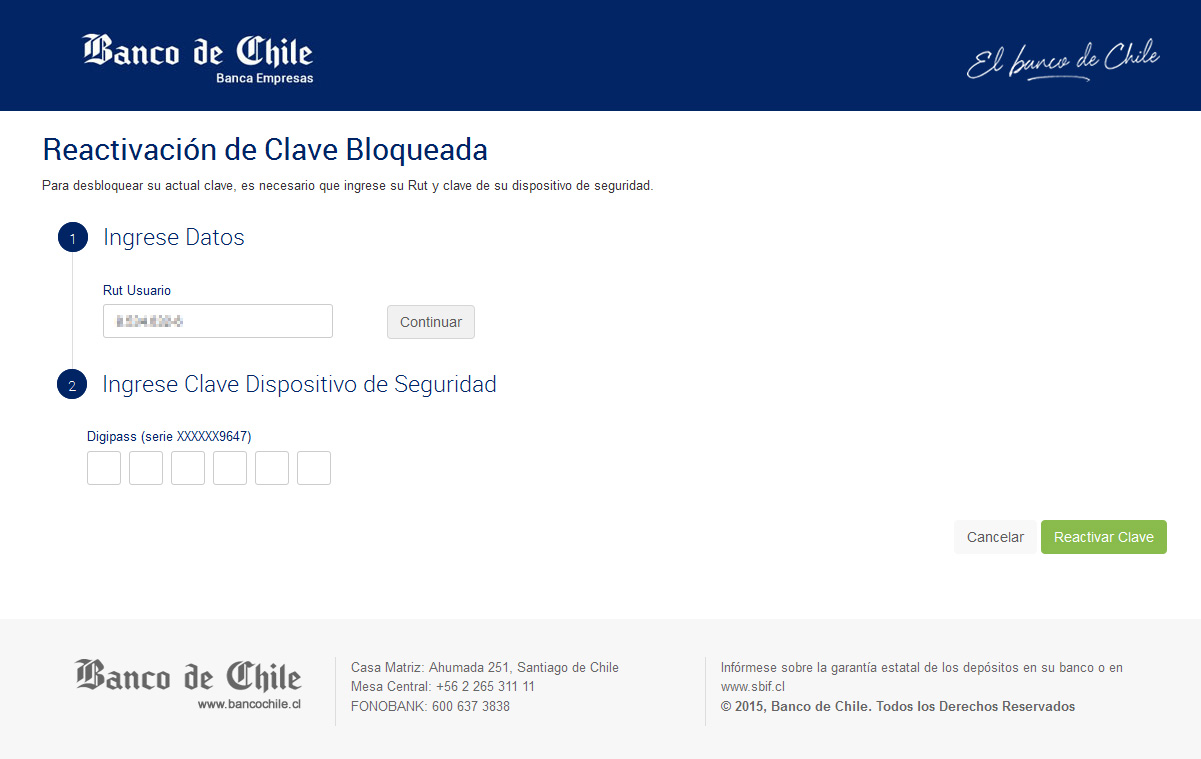 Banco de Chile
Banca Empresas
El banco de Chile
Reactivación de Clave Bloqueada
Para desbloquear su actual clave, es necesario que ingrese su Rut y clave de su dispositivo de seguridad.
1 Ingrese Datos
Rut Usuario
Continuar
2 Ingrese Clave Dispositivo de Seguridad
Digipass (serie XXXXXX9647)
Cancelar Reactivar Clave
Banco de Chile
www.bancochile.cl
Casa Matriz: Ahumada 251, Santiago de Chile
Mesa Central: +56 2 265 311 11
FONOBANK: 600 637 3838
Infórmese sobre la garantía estatal de los depósitos en su banco o en
www.sbif.cl
© 2015, Banco de Chile. Todos los Derechos Reservados